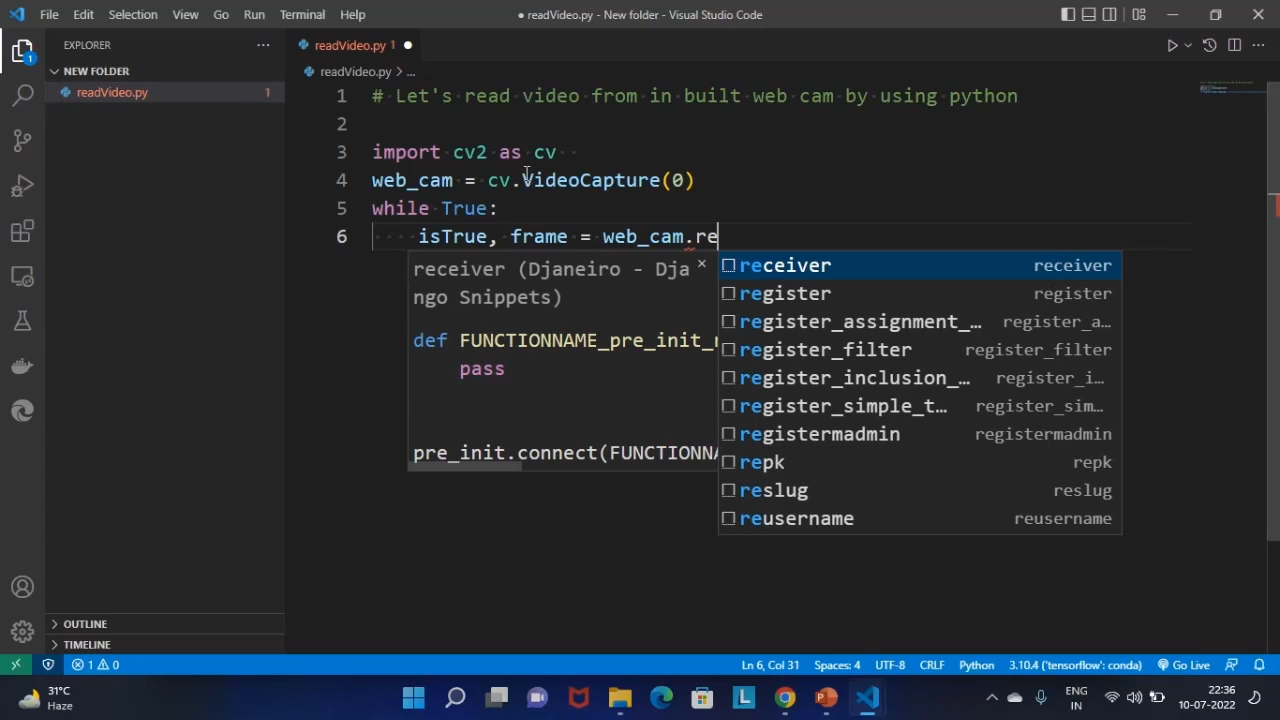 File Edit Selection View Go Run Terminal Help
● readVideo.py - New folder - Visual Studio Code
EXPLORER
readVideo.py 1
NEW FOLDER
readVideo.py > ...
readVideo.py 1
1 # Let's read video from in built web cam by using python
2
3 import cv2 as cv
4 web_cam = cv.VideoCapture(0)
5 while True:
6 isTrue, frame = web_cam.re
receiver (Djaneiro - Dja
ngo Snippets)
def FUNCTIONNAME_pre_init_
pass
pre_init.connect(FUNCTIONNA
receiver receiver
register register
register_assignment_… register_a…
register_filter register_filter
register_inclusion_… register_i…
register_simple_t… register_sim…
registermadmin registermadmin
repk repk
reslug reslug
reusername reusername
OUTLINE
TIMELINE
1 0
Ln 6, Col 31 Spaces: 4 UTF-8 CRLF Python 3.10.4 ('tensorflow': conda) Go Live
31°C
Haze
ENG
IN
22:36
10-07-2022